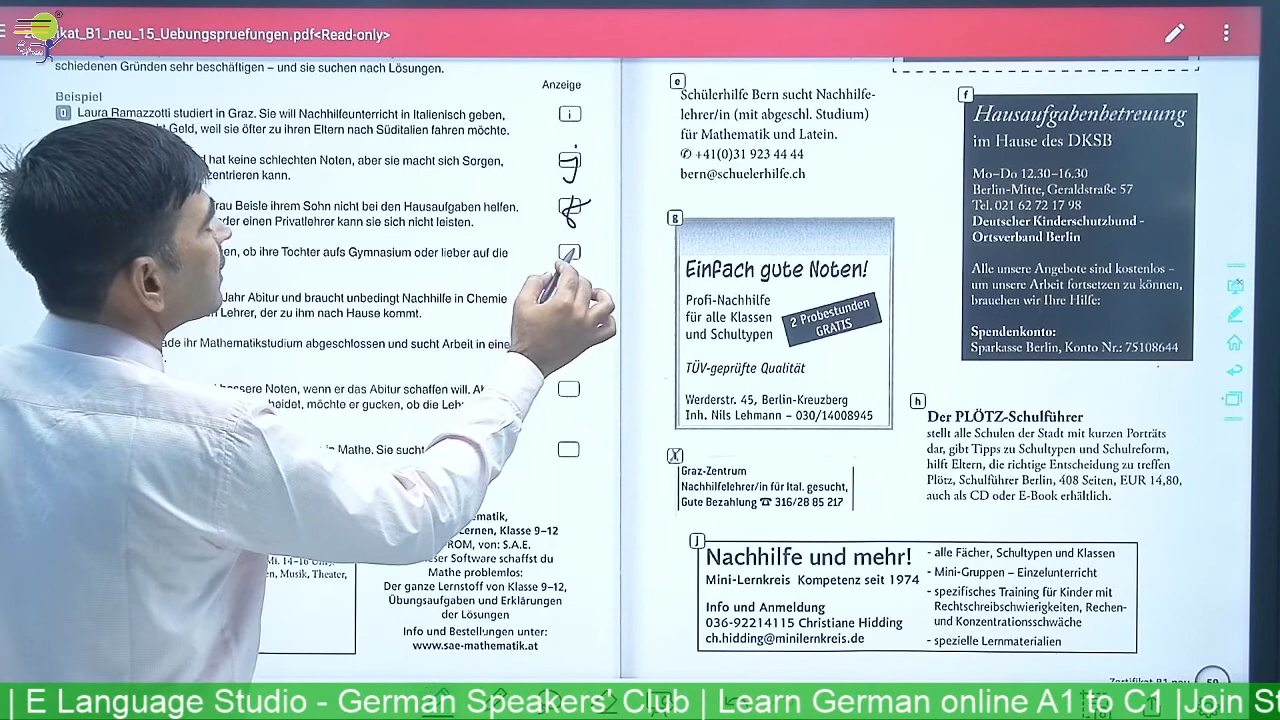 kat_B1_neu_15_Uebungspruefungen.pdf<Read-only>
schiedenen Gründen sehr beschäftigen – und sie suchen nach Lösungen.
Anzeige
Beispiel
0 Laura Ramazzotti studiert in Graz. Sie will Nachhilfeunterricht in Italienisch geben,
i
Geld, weil sie öfter zu ihren Eltern nach Süditalien fahren möchte.
hat keine schlechten Noten, aber sie macht sich Sorgen,
j
zentrieren kann.
Frau Beisle ihrem Sohn nicht bei den Hausaufgaben helfen.
f
der einen Privatlehrer kann sie sich nicht leisten.
en, ob ihre Tochter aufs Gymnasium oder lieber auf die
Jahr Abitur und braucht unbedingt Nachhilfe in Chemie
Lehrer, der zu ihm nach Hause kommt.
ade ihr Mathematikstudium abgeschlossen und sucht Arbeit in eine
bessere Noten, wenn er das Abitur schaffen will.
heidet, möchte er gucken, ob die
in Mathe. Sie sucht
ematik,
Lernen, Klasse 9–12
ROM, von: S.A.E.
eser Software schaffst du
Mathe problemlos:
Der ganze Lernstoff von Klasse 9–12,
Übungsaufgaben und Erklärungen
der Lösungen
Info und Bestellungen unter:
www.sae-mathematik.at
Mi. 14–16 Uhr
en, Musik, Theater,
e
Schülerhilfe Bern sucht Nachhilfe-
lehrer/in (mit abgeschl. Studium)
für Mathematik und Latein.
✆ +41(0)31 923 44 44
bern@schuelerhilfe.ch
f
Hausaufgabenbetreuung
im Hause des DKSB
Mo–Do 12.30–16.30
Berlin-Mitte, Geraldstraße 57
Tel. 021 62 72 17 98
Deutscher Kinderschutzbund -
Ortsverband Berlin
Alle unsere Angebote sind kostenlos –
um unsere Arbeit fortsetzen zu können,
brauchen wir Ihre Hilfe:
Spendenkonto:
Sparkasse Berlin, Konto Nr.: 75108644
g
Einfach gute Noten!
Profi-Nachhilfe
für alle Klassen
und Schultypen
2 Probestunden
GRATIS
TÜV-geprüfte Qualität
Werderstr. 45, Berlin-Kreuzberg
Inh. Nils Lehmann – 030/14008945
h
Der PLÖTZ-Schulführer
stellt alle Schulen der Stadt mit kurzen Porträts
dar, gibt Tipps zu Schultypen und Schulreform,
hilft Eltern, die richtige Entscheidung zu treffen
Plötz, Schulführer Berlin, 408 Seiten, EUR 14,80,
auch als CD oder E-Book erhältlich.
Graz-Zentrum
Nachhilfelehrer/in für Ital. gesucht,
Gute Bezahlung ☎ 316/28 85 217
j
Nachhilfe und mehr!
Mini-Lernkreis Kompetenz seit 1974
Info und Anmeldung
036-92214115 Christiane Hidding
ch.hidding@minilernkreis.de
- alle Fächer, Schultypen und Klassen
- Mini-Gruppen – Einzelunterricht
- spezifisches Training für Kinder mit
Rechtschreibschwierigkeiten, Rechen-
und Konzentrationsschwäche
- spezielle Lernmaterialien
Zertifikat B1 neu 59
| E Language Studio - German Speakers' Club | Learn German online A1 to C1 |Join St